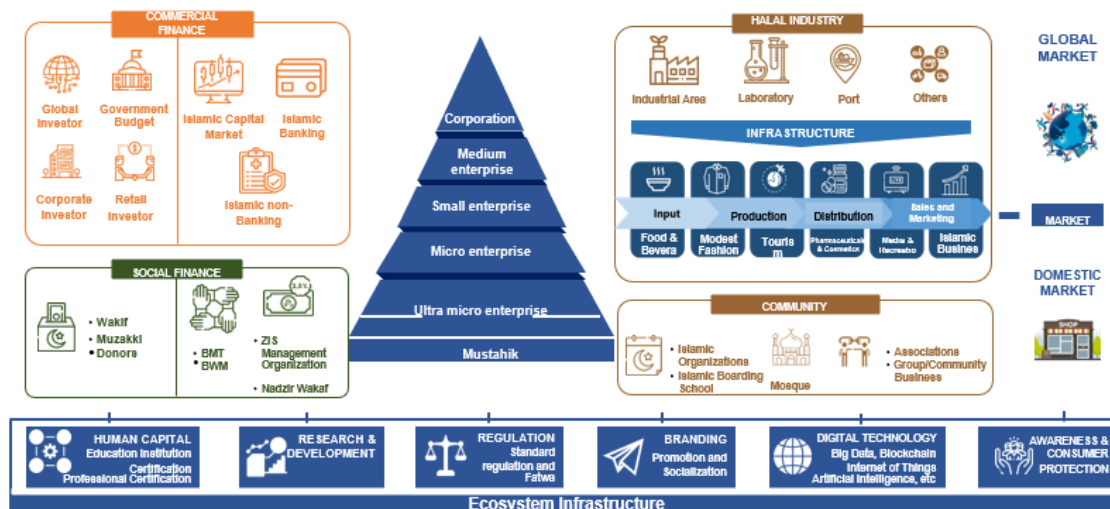 COMMERCIAL
FINANCE
Global
Investor
Government
Budget
Islamic Capital
Market
Islamic
Banking
Corporate
Investor
Retail
Investor
Islamic non-
Banking
SOCIAL FINANCE
• Wakif
• Muzakki
• Donors
• BMT
• BWM
2.5%
• ZIS
Management
Organization
• Nadzir Wakaf
Corporation
Medium
enterprise
Small enterprise
Micro enterprise
Ultra micro enterprise
Mustahik
HALAL INDUSTRY
Industrial Area
Laboratory
Port
Others
INFRASTRUCTURE
LIVE
Input
Production
Distribution
Sales and
Marketing
Food &
Bevera
Modest
Fashion
Touris
m
Pharmaceuticals
& Cosmetics
Media &
Recreatio
Islamic
Busines
COMMUNITY
• Islamic
Organizations
• Islamic Boarding
School
Mosque
• Associations
• Group/Community
Business
GLOBAL
MARKET
MARKET
DOMESTIC
MARKET
SHOP
HUMAN CAPITAL
Education Institution
Certification
Professional Certification
RESEARCH &
DEVELOPMENT
REGULATION
Standard
regulation and
Fatwa
BRANDING
Promotion and
Socialization
DIGITAL TECHNOLOGY
Big Data, Blockchain
Internet of Things
Artificial Intelligence, etc
AWARENESS &
CONSUMER
PROTECTION
Ecosystem Infrastructure